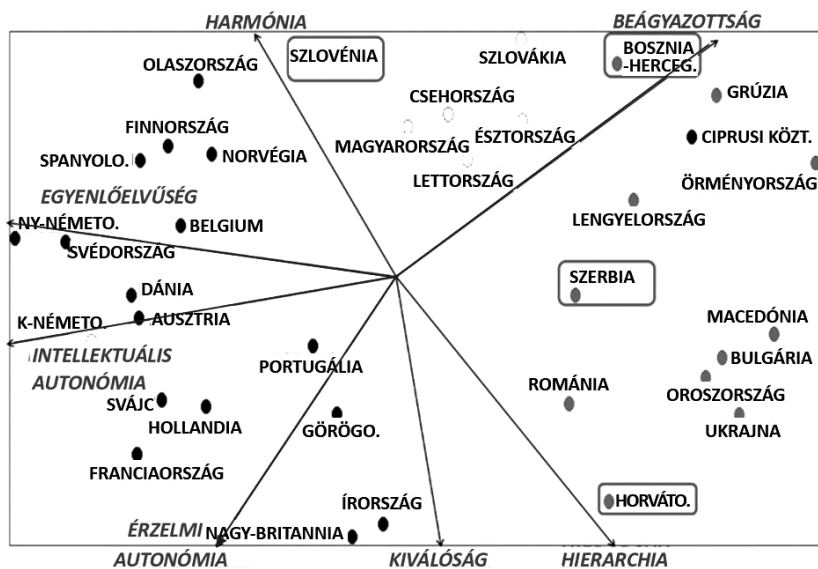 HARMÓNIA
BEÁGYAZOTTSÁG
SZLOVÉNIA
SZLOVÁKIA
BOSZNIA
-HERCEG.
OLASZORSZÁG
GRÚZIA
CSEHORSZÁG
FINNORSZÁG
MAGYARORSZÁG
ÉSZTORSZÁG
CIPRUSI KÖZT.
SPANYOLO.
NORVÉGIA
LETTORSZÁG
ÖRMÉNYORSZÁG
EGYENLŐELVŰSÉG
LENGYELORSZÁG
NY-NÉMETO.
BELGIUM
SVÉDORSZÁG
SZERBIA
DÁNIA
K-NÉMETO.
AUSZTRIA
MACEDÓNIA
INTELLEKTUÁLIS
AUTONÓMIA
PORTUGÁLIA
BULGÁRIA
ROMÁNIA
OROSZORSZÁG
SVÁJC
HOLLANDIA
GÖRÖGO.
UKRAJNA
FRANCIAORSZÁG
ÍRORSZÁG
HORVÁTO.
ÉRZELMI
NAGY-BRITANNIA
AUTONÓMIA
KIVÁLÓSÁG
HIERARCHIA